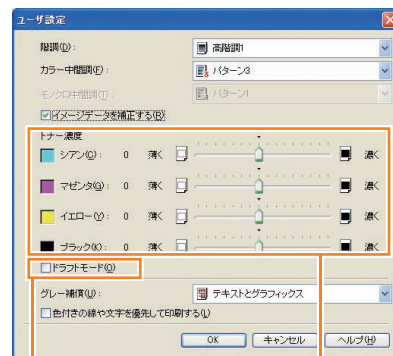 ユーザ設定
階調(D): 高階調1
カラー中間調(F): パターン3
モノクロ中間調(T): パターン1
イメージデータを補正する(B)
トナー濃度
シアン(C): 0 薄く 濃く
マゼンタ(G): 0 薄く 濃く
イエロー(Y): 0 薄く 濃く
ブラック(K): 0 薄く 濃く
ドラフトモード(O)
グレー補償(U): テキストとグラフィックス
色付きの線や文字を優先して印刷する(L)
OK キャンセル ヘルプ(H)